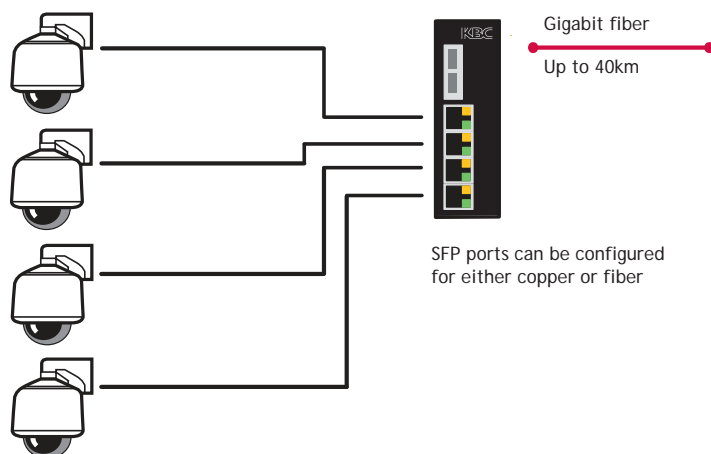 KBC
Gigabit fiber
Up to 40km
SFP ports can be configured
for either copper or fiber